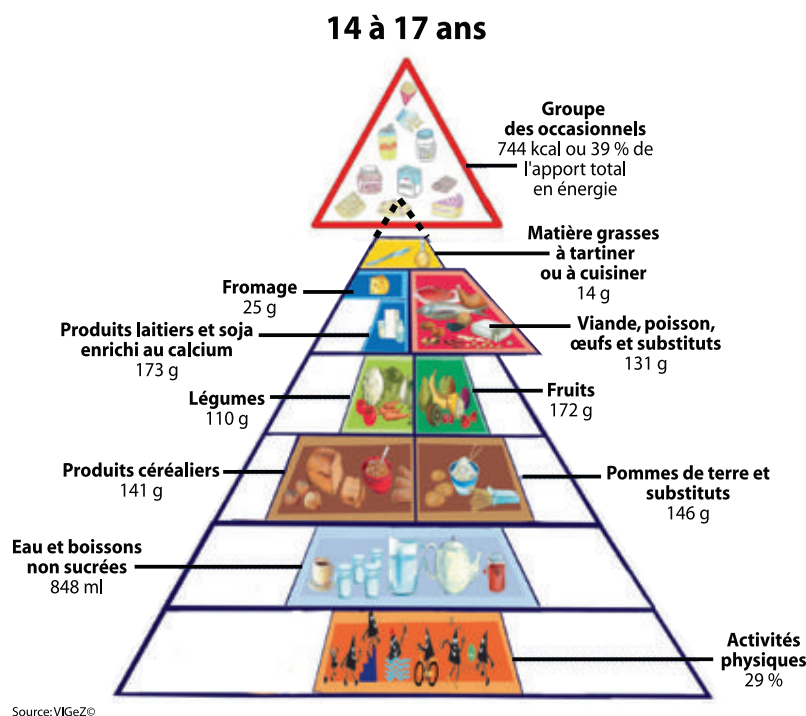 14 à 17 ans
Groupe
des occasionnels
744 kcal ou 39 % de
l'apport total
en énergie
Matière grasses
à tartiner
ou à cuisiner
14 g
Fromage
25 g
Produits laitiers et soja
enrichi au calcium
173 g
Viande, poisson,
œufs et substituts
131 g
Légumes
110 g
Fruits
172 g
Produits céréaliers
141 g
Pommes de terre et
substituts
146 g
Eau et boissons
non sucrées
848 ml
Activités
physiques
29 %
Source: VIGeZ©